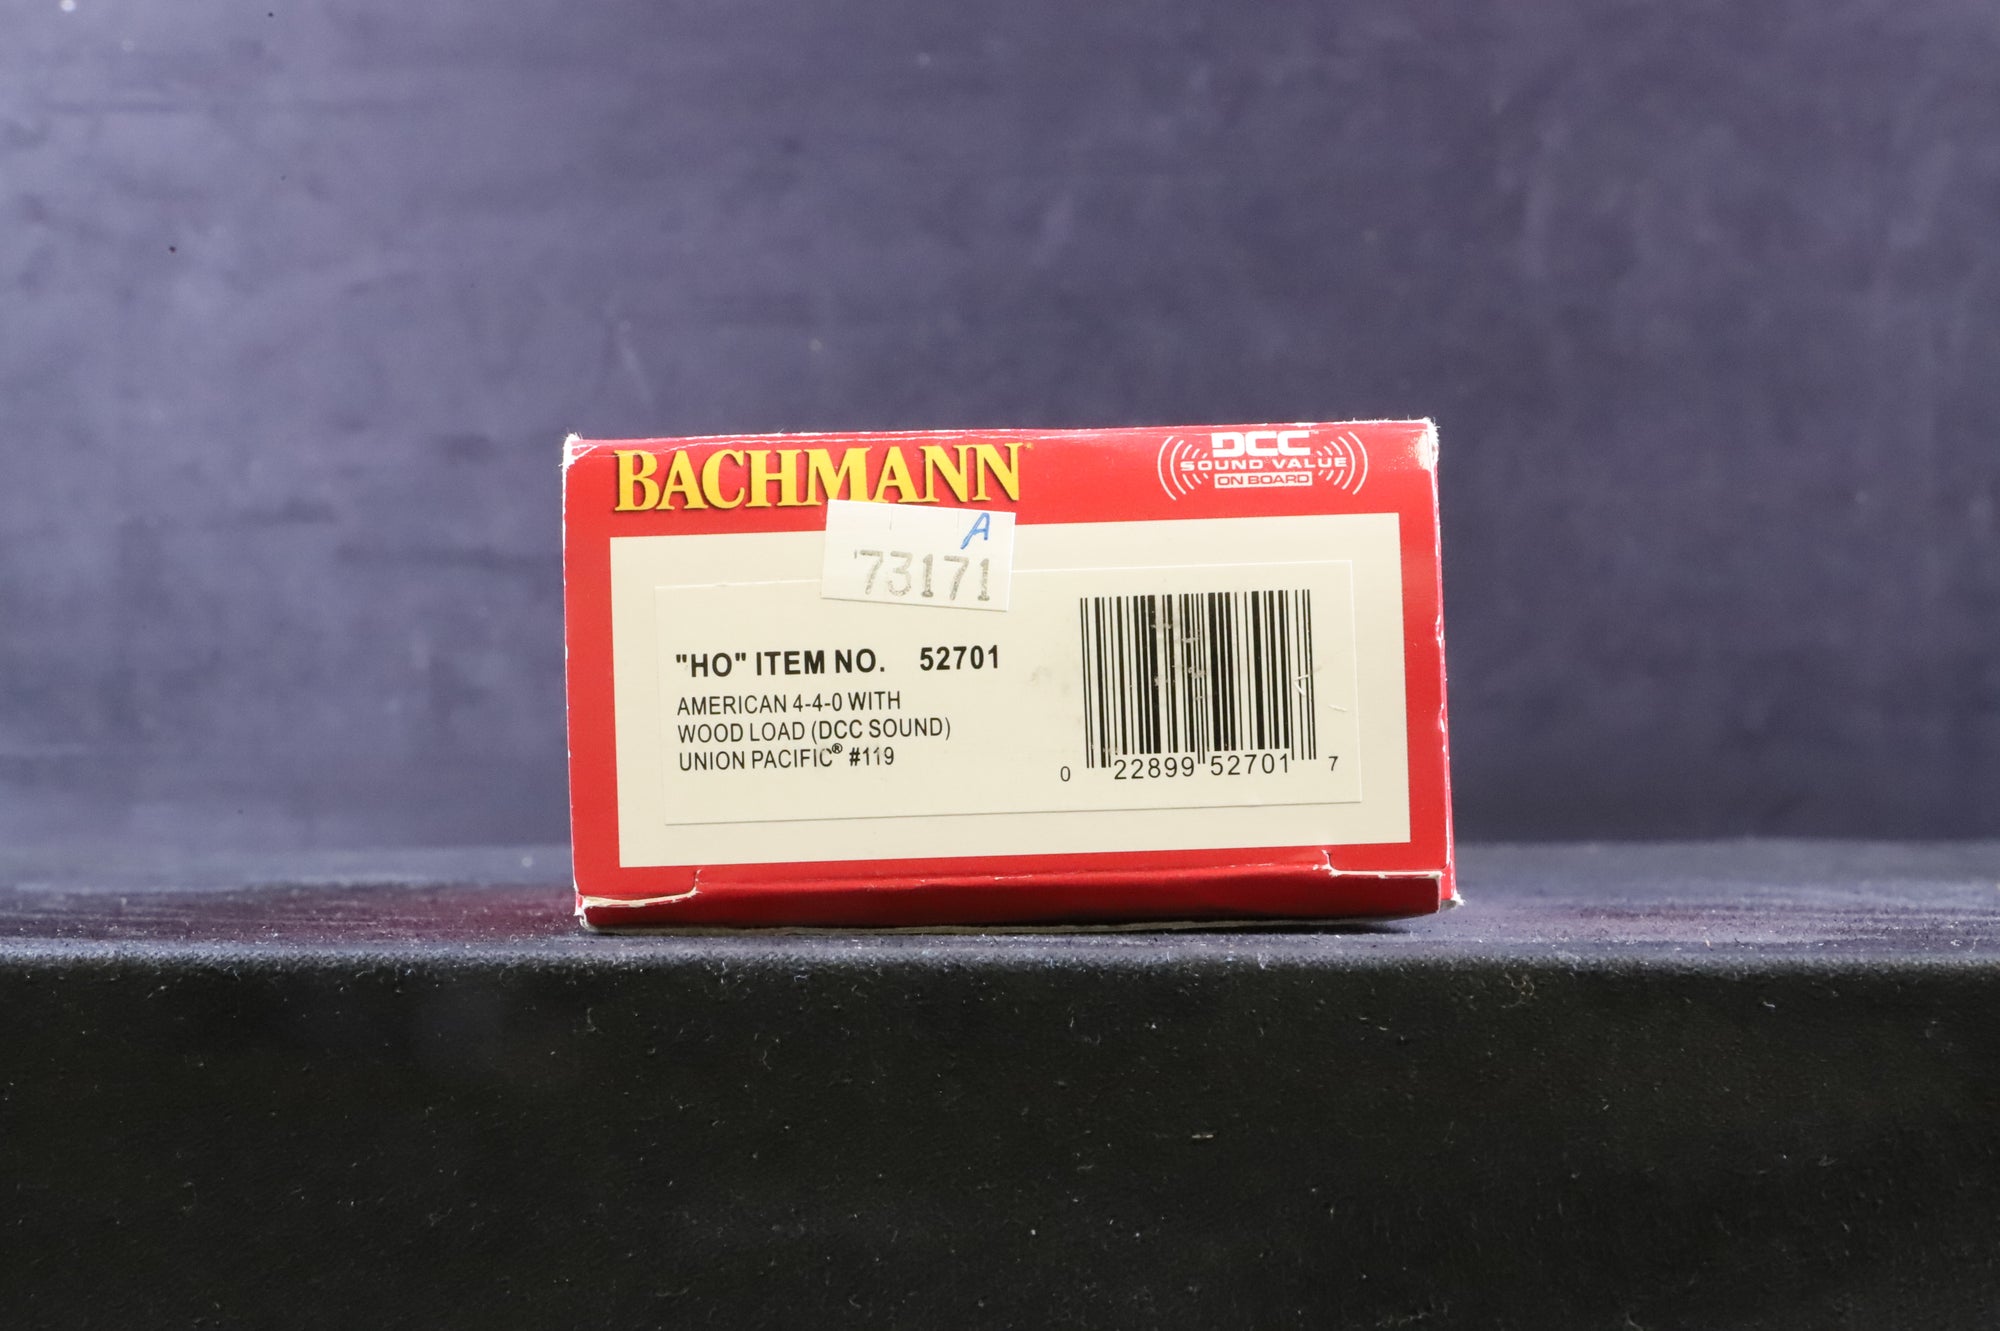 BACHMANN
DCC
SOUND VALUE
ON BOARD
A
73171
"HO" ITEM NO. 52701
AMERICAN 4-4-0 WITH
WOOD LOAD (DCC SOUND)
UNION PACIFIC® #119
0 22899 52701 7